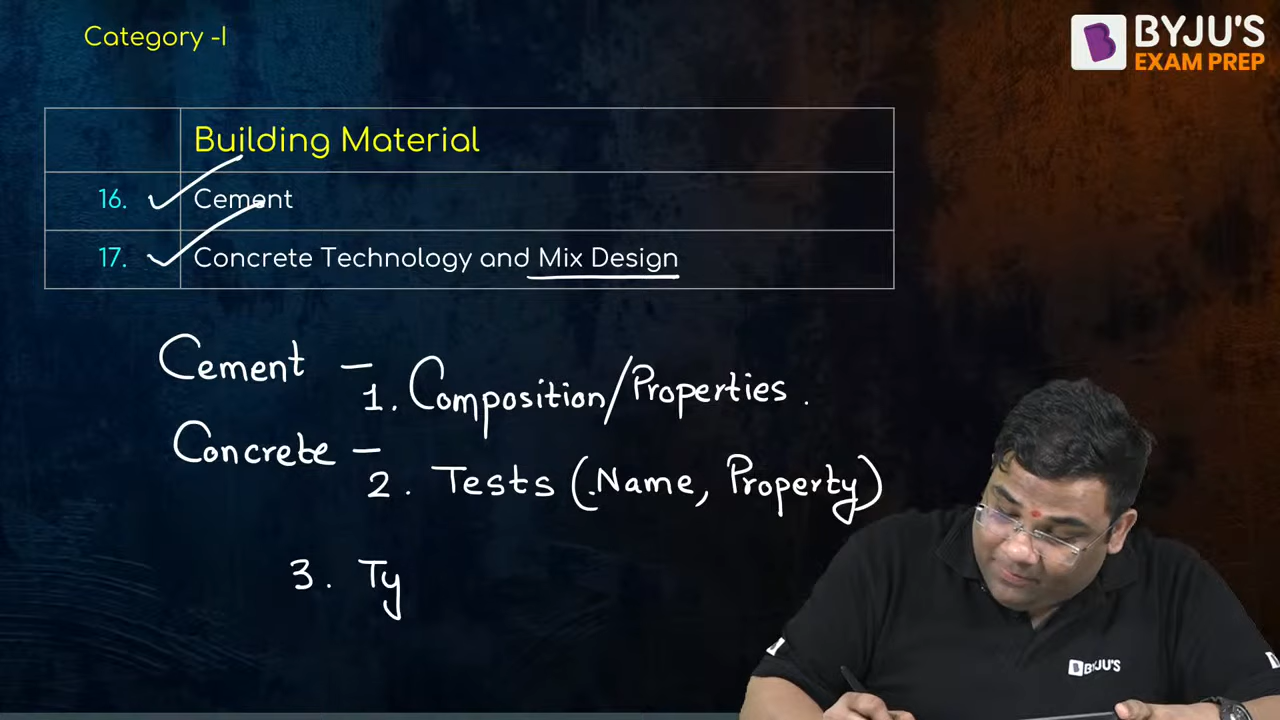 Category -I
BYJU'S
EXAM PREP
Building Material
16. Cement
17. Concrete Technology and Mix Design
Cement –
1. Composition/Properties.
Concrete –
2. Tests (.Name, Property)
3. Ty
BYJU'S